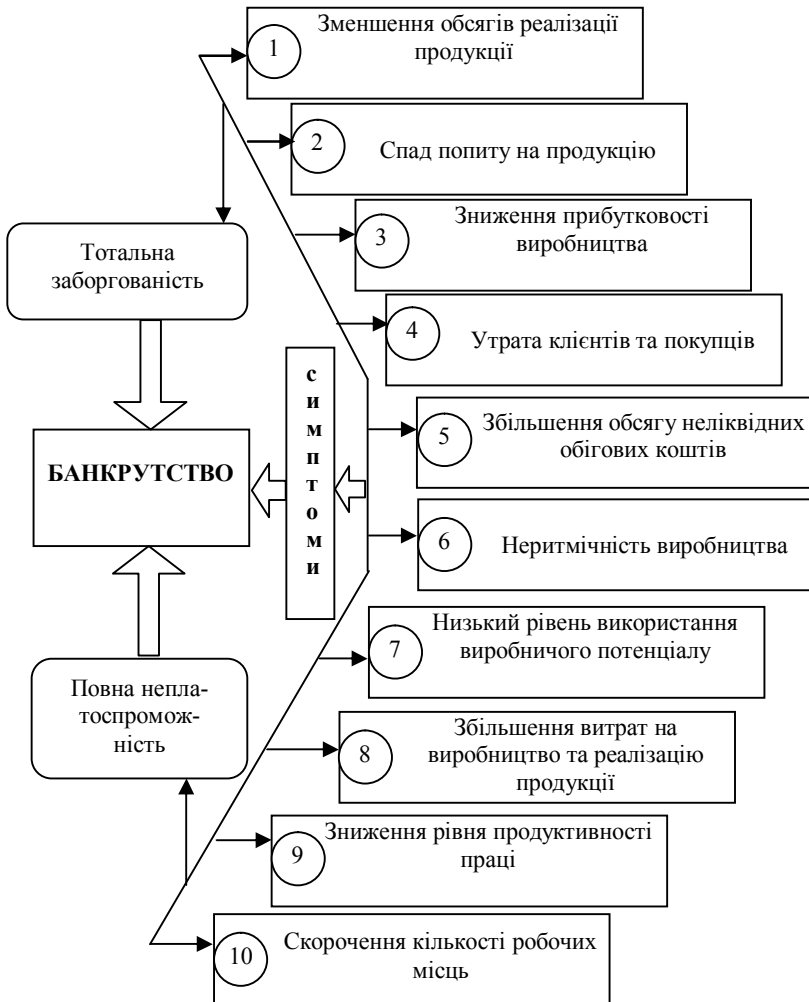 1
Зменшення обсягів реалізації
продукції
2
Спад попиту на продукцію
3
Зниження прибутковості
виробництва
Тотальна
заборгованість
4
Утрата клієнтів та покупців
симптоми
5
Збільшення обсягу неліквідних
обігових коштів
БАНКРУТСТВО
6
Неритмічність виробництва
7
Низький рівень використання
виробничого потенціалу
Повна непла-
тоспромож-
ність
8
Збільшення витрат на
виробництво та реалізацію
продукції
9
Зниження рівня продуктивності
праці
10
Скорочення кількості робочих
місць